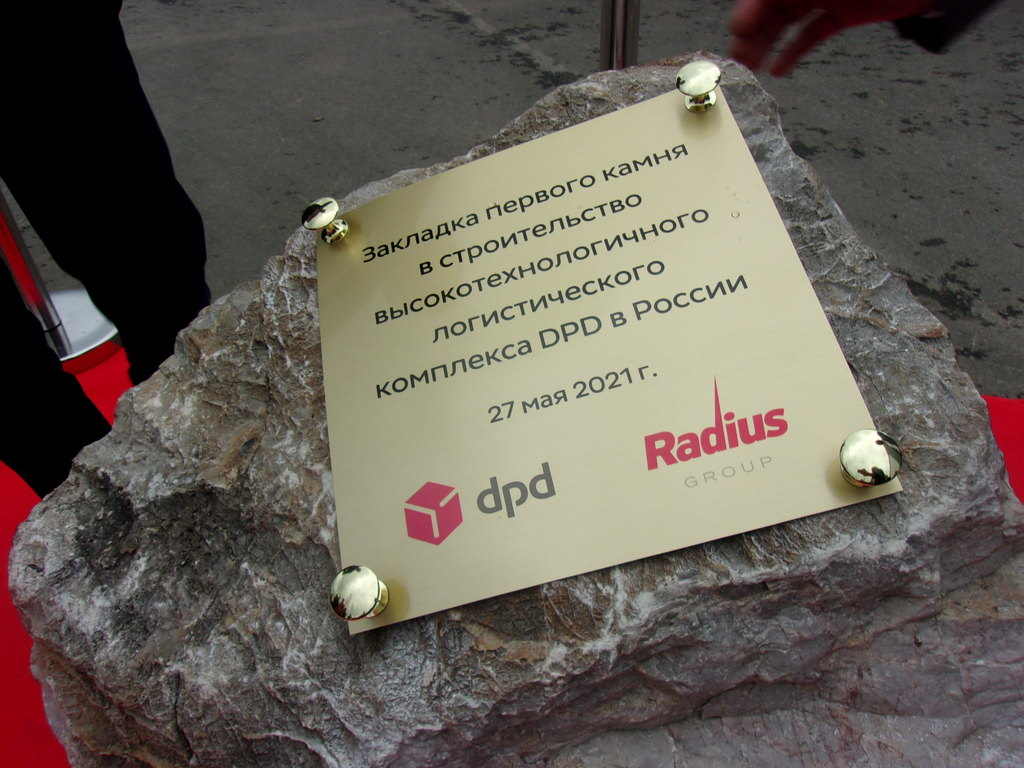 Закладка первого камня
в строительство
высокотехнологичного
логистического
комплекса DPD в России
27 мая 2021 г.
dpd
Radius
GROUP